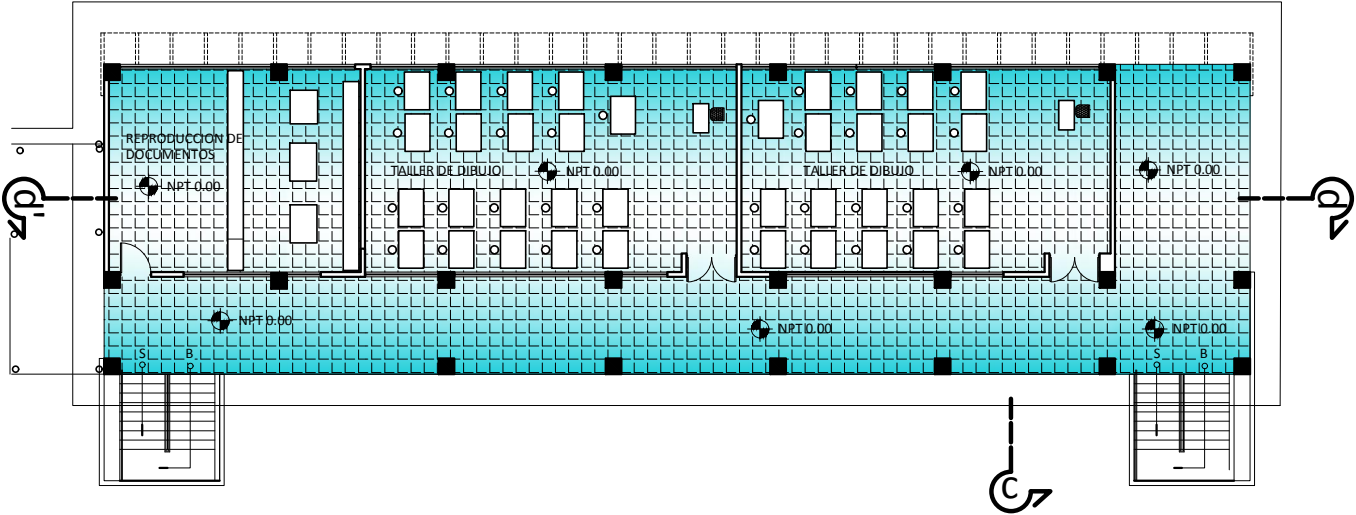 REPRODUCCION DE
DOCUMENTOS
NPT 0.00
TALLER DE DIBUJO
NPT 0.00
TALLER DE DIBUJO
NPT 0.00
NPT 0.00
d'
d
NPT 0.00
NPT 0.00
NPT 0.00
S
B
S
B
C